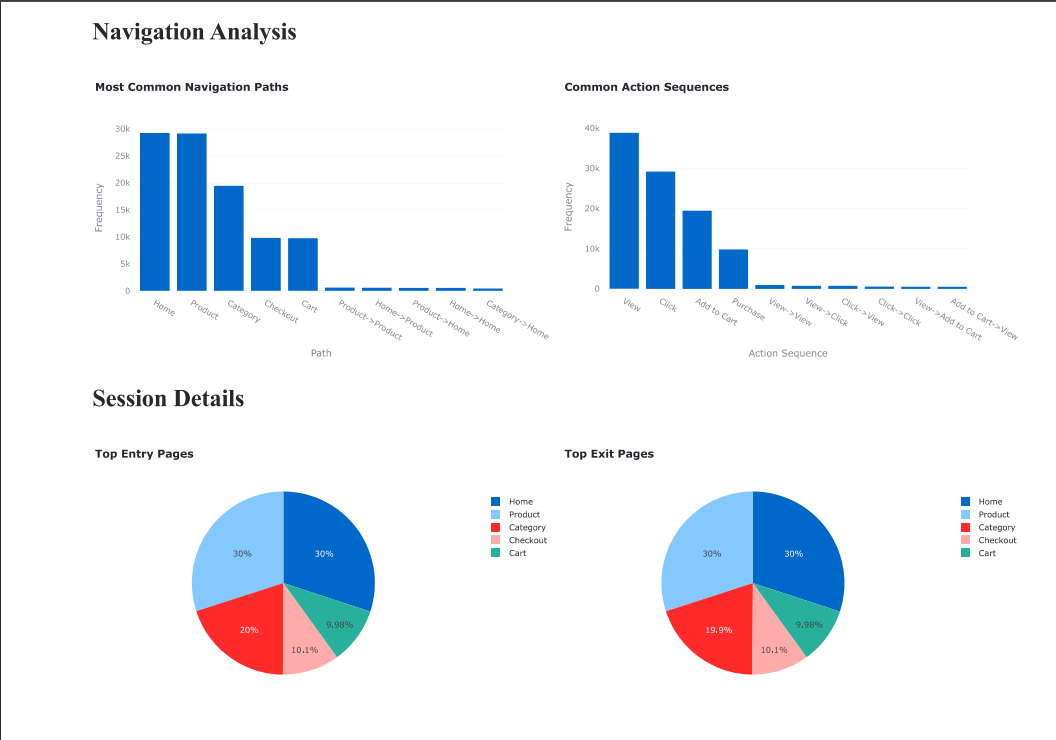 Navigation Analysis
Most Common Navigation Paths
30k
25k
20k
15k
10k
5k
0
Frequency
Home
Product
Category
Checkout
Cart
Product->Product
Home->Product
Product->Home
Home->Home
Category->Home
Path
Common Action Sequences
40k
30k
20k
10k
0
Frequency
View
Click
Add to Cart
Purchase
View->View
View->Click
Click->View
Click->Click
View->Add to Cart
Add to Cart->View
Action Sequence
Session Details
Top Entry Pages
30%
30%
20%
10.1%
9.98%
Home
Product
Category
Checkout
Cart
Top Exit Pages
30%
30%
19.9%
10.1%
9.98%
Home
Product
Category
Checkout
Cart